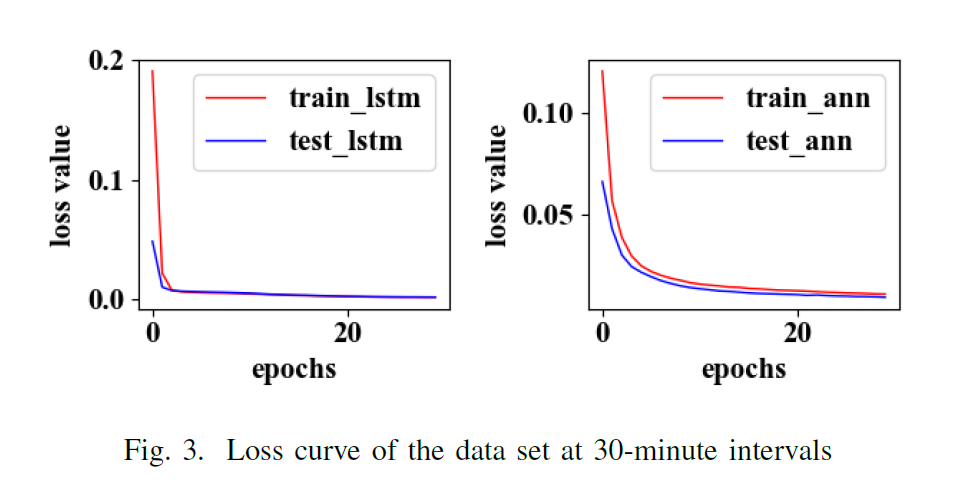 0.2
0.1
0.0
loss value
train_lstm
test_lstm
0
20
epochs
0.10
0.05
loss value
train_ann
test_ann
0
20
epochs
Fig. 3. Loss curve of the data set at 30-minute intervals